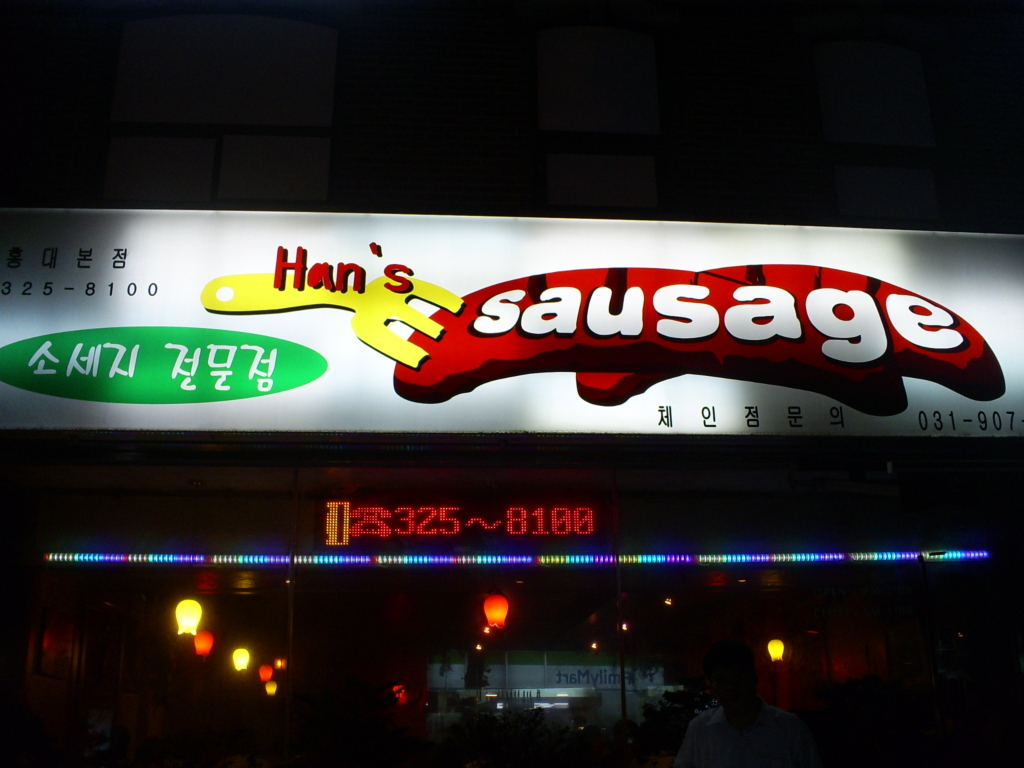 홍대본점
325-8100
Han's
sausage
소세지 전문점
체인점문의 031-907-
☎325~8100
FamilyMart